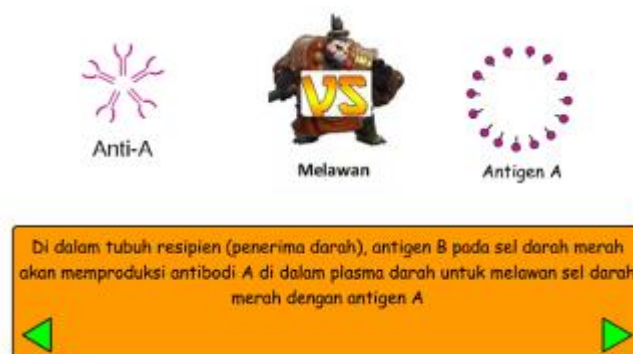 VS
Anti-A
Melawan
Antigen A
Di dalam tubuh resipien (penerima darah), antigen B pada sel darah merah
akan memproduksi antibodi A di dalam plasma darah untuk melawan sel darah
merah dengan antigen A